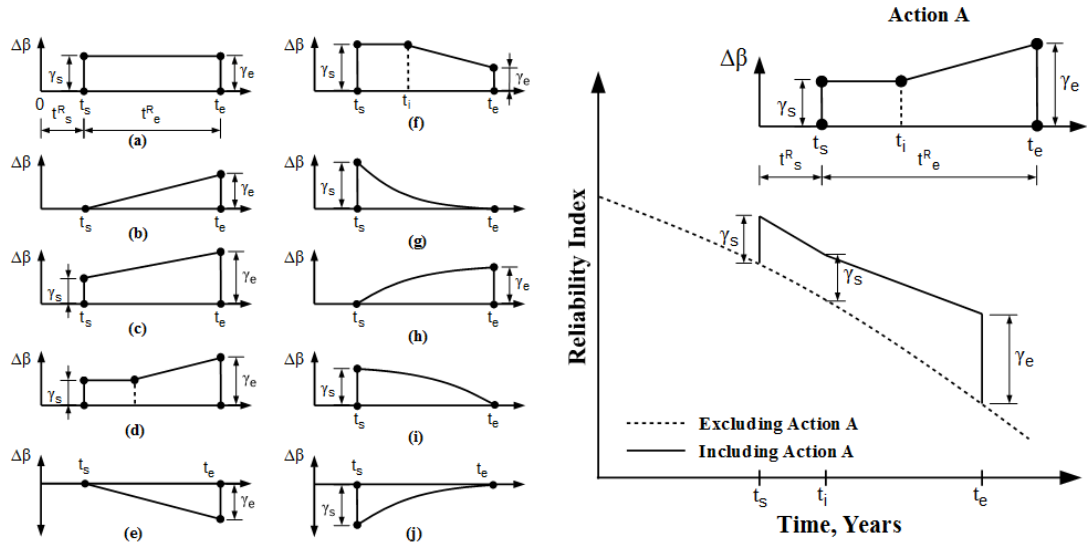 Δβ
γs
γe
0
ts
te
tRs
tRe
(a)
Δβ
γe
ts
te
(b)
Δβ
γs
γe
ts
te
(c)
Δβ
γs
γe
(d)
Δβ
ts
te
γe
(e)
Δβ
γs
γe
ts
ti
te
(f)
Δβ
γs
ts
te
(g)
Δβ
γe
ts
te
(h)
Δβ
γs
ts
te
(i)
Δβ
ts
te
γs
(j)
Action A
Δβ
γs
γe
ts
ti
te
tRs
tRe
Reliability Index
γs
γs
γe
Excluding Action A
Including Action A
ts
ti
te
Time, Years